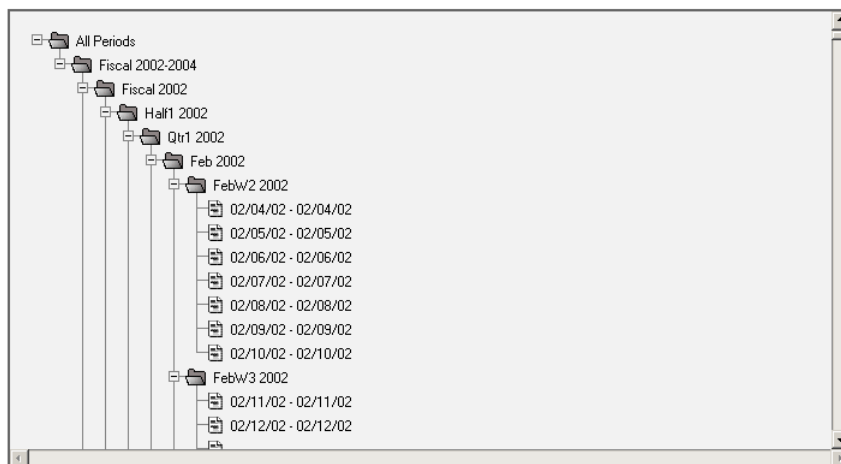 All Periods
Fiscal 2002-2004
Fiscal 2002
Half1 2002
Qtr1 2002
Feb 2002
FebW2 2002
02/04/02 - 02/04/02
02/05/02 - 02/05/02
02/06/02 - 02/06/02
02/07/02 - 02/07/02
02/08/02 - 02/08/02
02/09/02 - 02/09/02
02/10/02 - 02/10/02
FebW3 2002
02/11/02 - 02/11/02
02/12/02 - 02/12/02